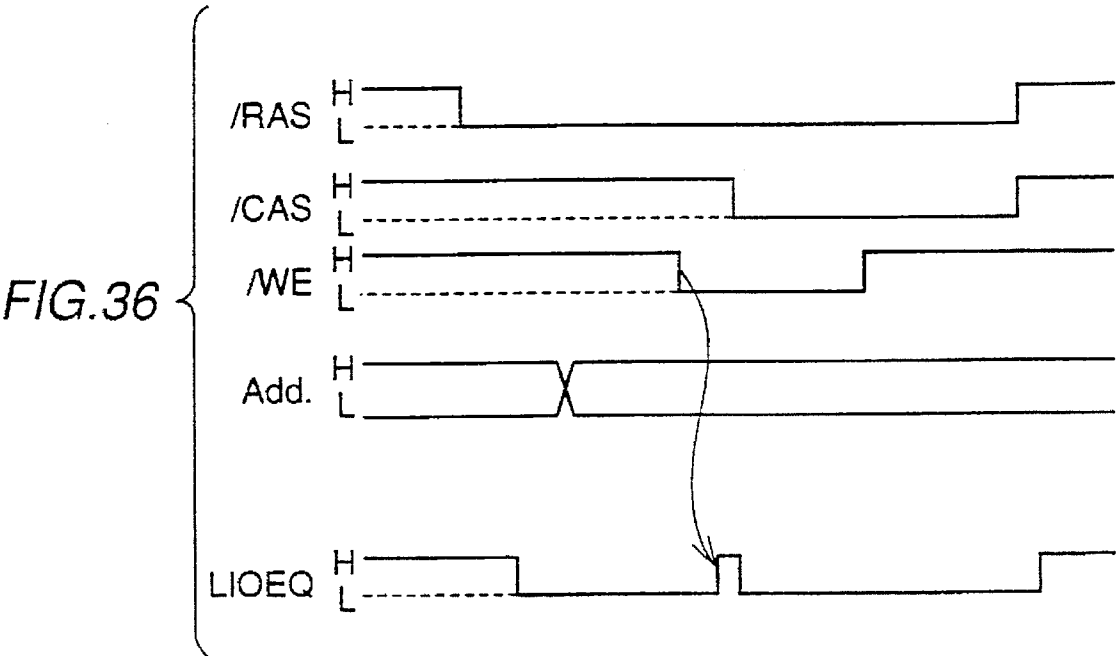 FIG.36
/RAS H
L
/CAS H
L
/WE H
L
Add. H
L
LIOEQ H
L